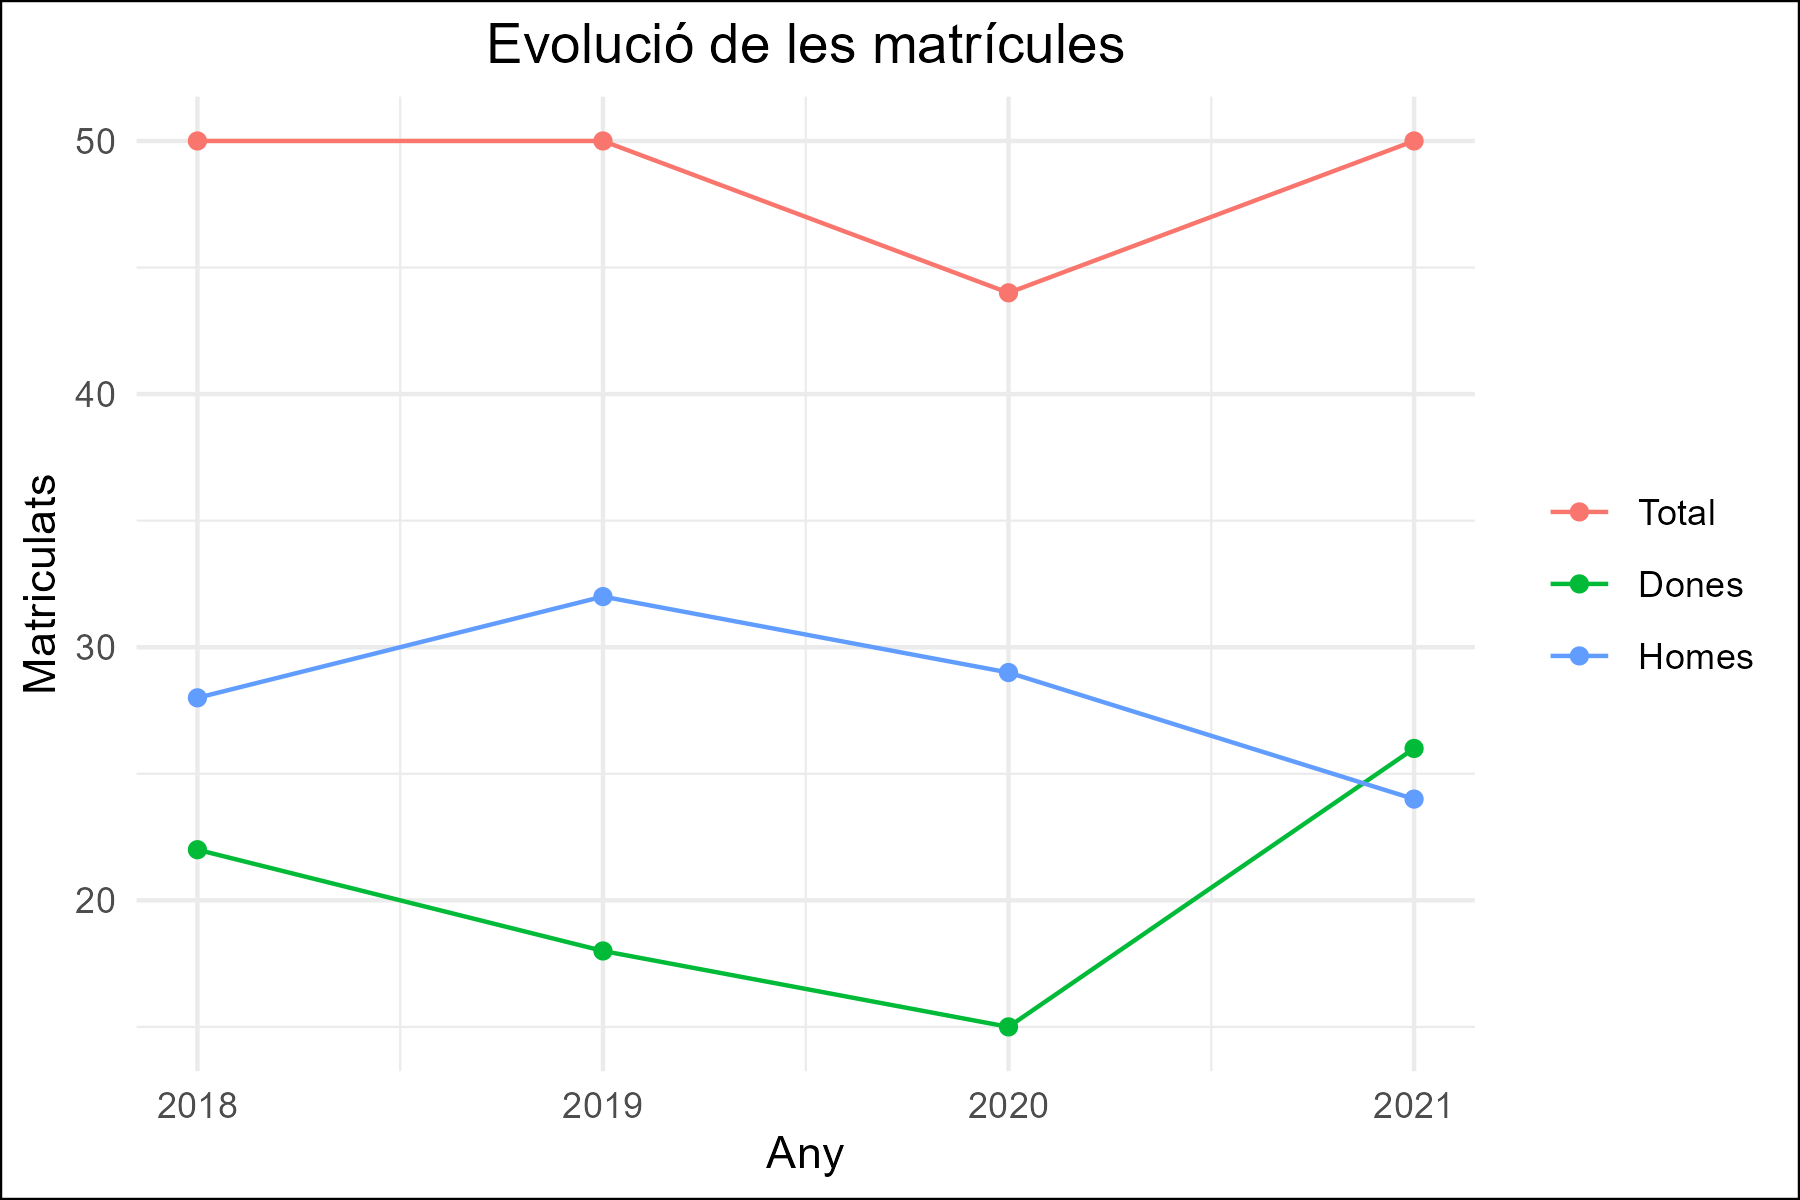 Evolució de les matrícules
Matriculats
50
40
30
20
2018
2019
2020
2021
Any
Total
Dones
Homes